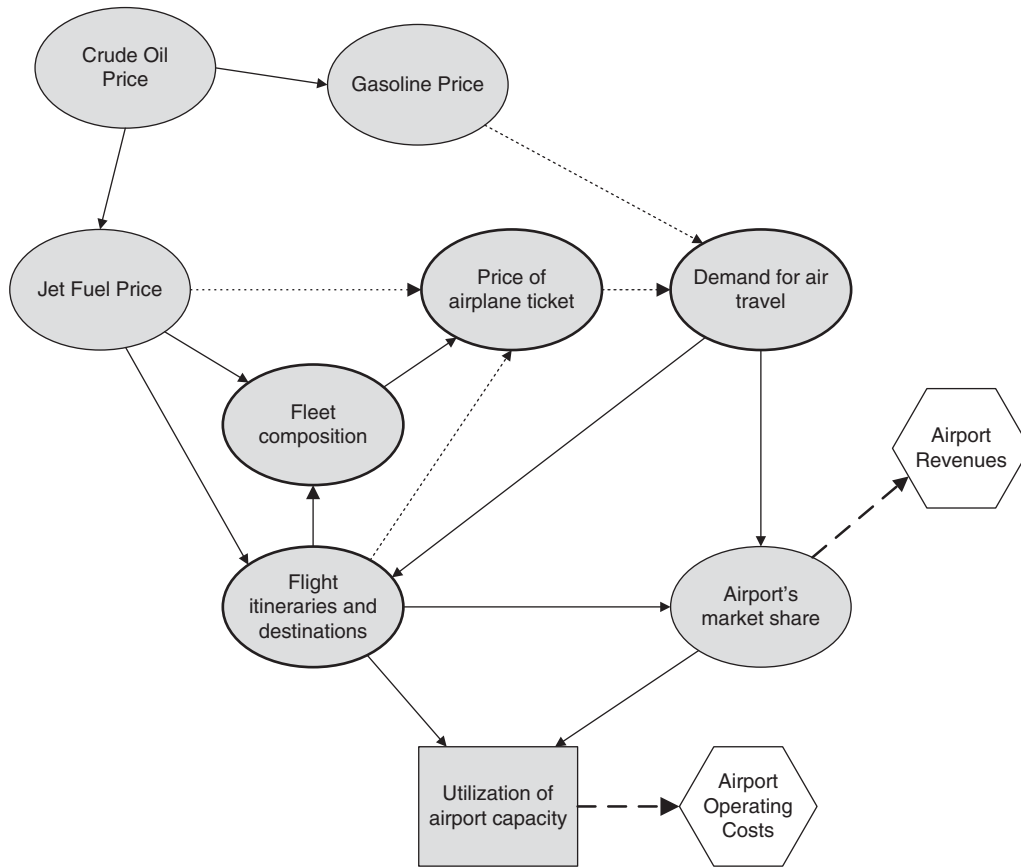 Crude Oil
Price
Gasoline Price
Jet Fuel Price
Price of
airplane ticket
Demand for air
travel
Fleet
composition
Airport
Revenues
Flight
itineraries and
destinations
Airport’s
market share
Utilization of
airport capacity
Airport
Operating
Costs